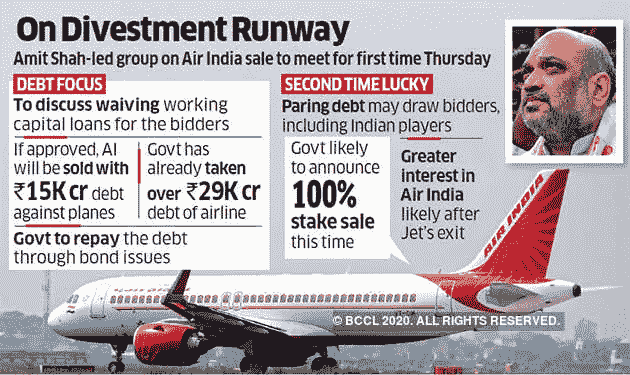 On Divestment Runway
Amit Shah-led group on Air India sale to meet for first time Thursday
DEBT FOCUS
To discuss waiving working
capital loans for the bidders
If approved, AI
will be sold with
₹15K cr debt
against planes
Govt has
already taken
over ₹29K cr
debt of airline
Govt to repay the debt
through bond issues
SECOND TIME LUCKY
Paring debt may draw bidders,
including Indian players
Govt likely
to announce
100%
stake sale
this time
Greater
interest in
Air India
likely after
Jet's exit
AIR INDIA
© BCCL 2020. ALL RIGHTS RESERVED.